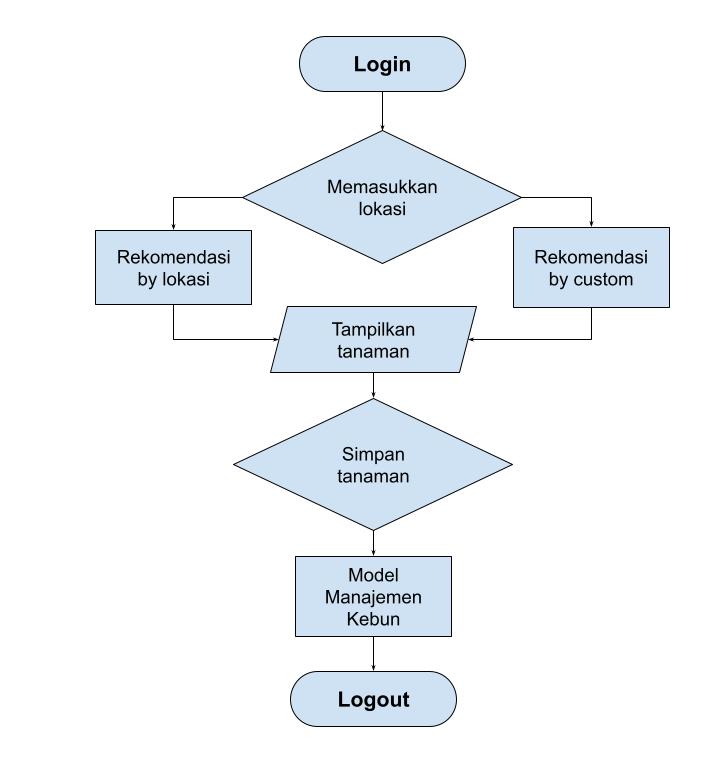 Login
Memasukkan
lokasi
Rekomendasi
by lokasi
Rekomendasi
by custom
Tampilkan
tanaman
Simpan
tanaman
Model
Manajemen
Kebun
Logout